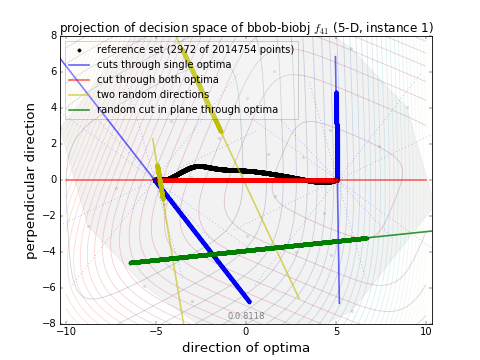 projection of decision space of bbob-biobj f41 (5-D, instance 1)
reference set (2972 of 2014754 points)
cuts through single optima
cut through both optima
two random directions
random cut in plane through optima
perpendicular direction
8
6
4
2
0
−2
−4
−6
−8
0.0.8118
−10
−5
0
5
10
direction of optima